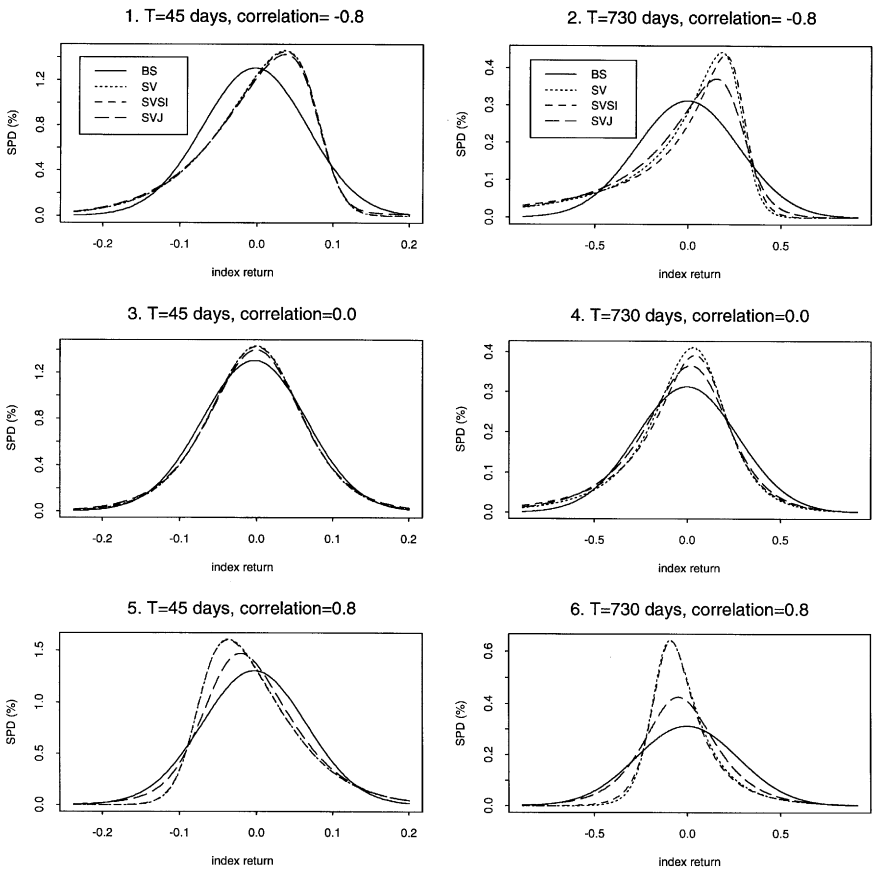 1. T=45 days, correlation= -0.8
SPD (%)
0.0 0.4 0.8 1.2
BS
SV
SVSI
SVJ
-0.2 -0.1 0.0 0.1 0.2
index return
2. T=730 days, correlation= -0.8
SPD (%)
0.0 0.1 0.2 0.3 0.4
BS
SV
SVSI
SVJ
-0.5 0.0 0.5
index return
3. T=45 days, correlation=0.0
SPD (%)
0.0 0.4 0.8 1.2
-0.2 -0.1 0.0 0.1 0.2
index return
4. T=730 days, correlation=0.0
SPD (%)
0.0 0.1 0.2 0.3 0.4
-0.5 0.0 0.5
index return
5. T=45 days, correlation=0.8
SPD (%)
0.0 0.5 1.0 1.5
-0.2 -0.1 0.0 0.1 0.2
index return
6. T=730 days, correlation=0.8
SPD (%)
0.0 0.2 0.4 0.6
-0.5 0.0 0.5
index return